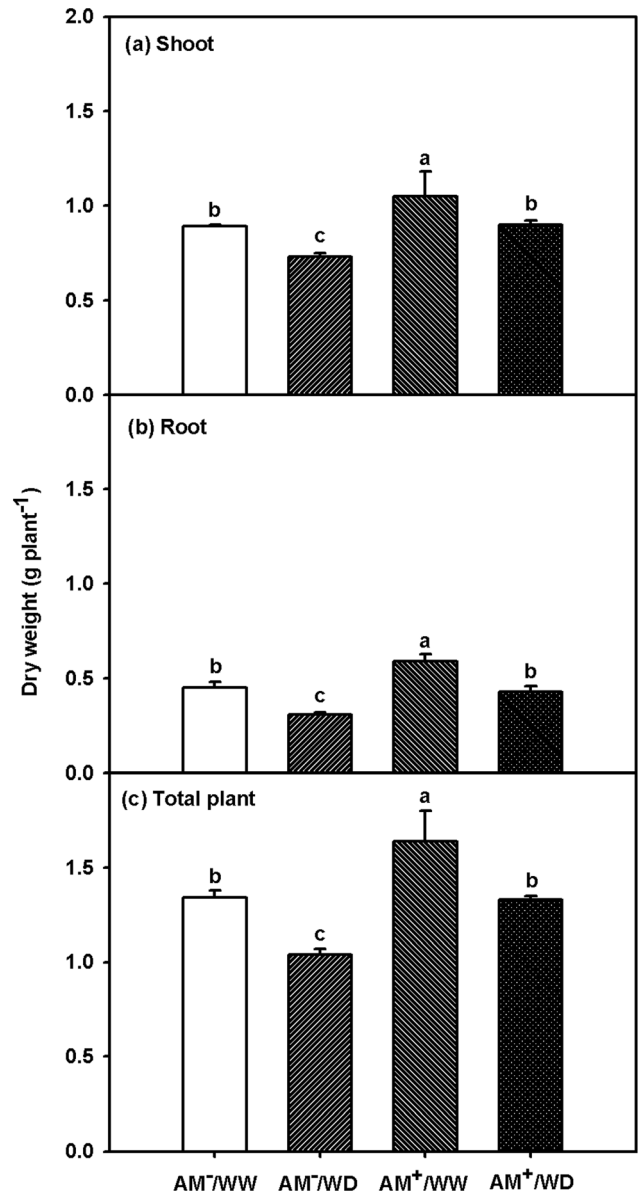 2.0
(a) Shoot
1.5
a
1.0
b
b
c
0.5
0.0
(b) Root
1.5
1.0
a
0.5
b
b
c
0.0
(c) Total plant
a
1.5
b
b
c
1.0
0.5
0.0
Dry weight (g plant⁻¹)
AM⁻/WW AM⁻/WD AM⁺/WW AM⁺/WD